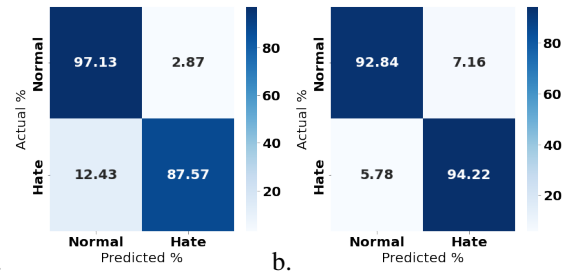 Normal
97.13 2.87
Actual %
Hate
12.43 87.57
Normal Hate
Predicted %
80
60
40
20
b.
Normal
92.84 7.16
Actual %
Hate
5.78 94.22
Normal Hate
Predicted %
80
60
40
20